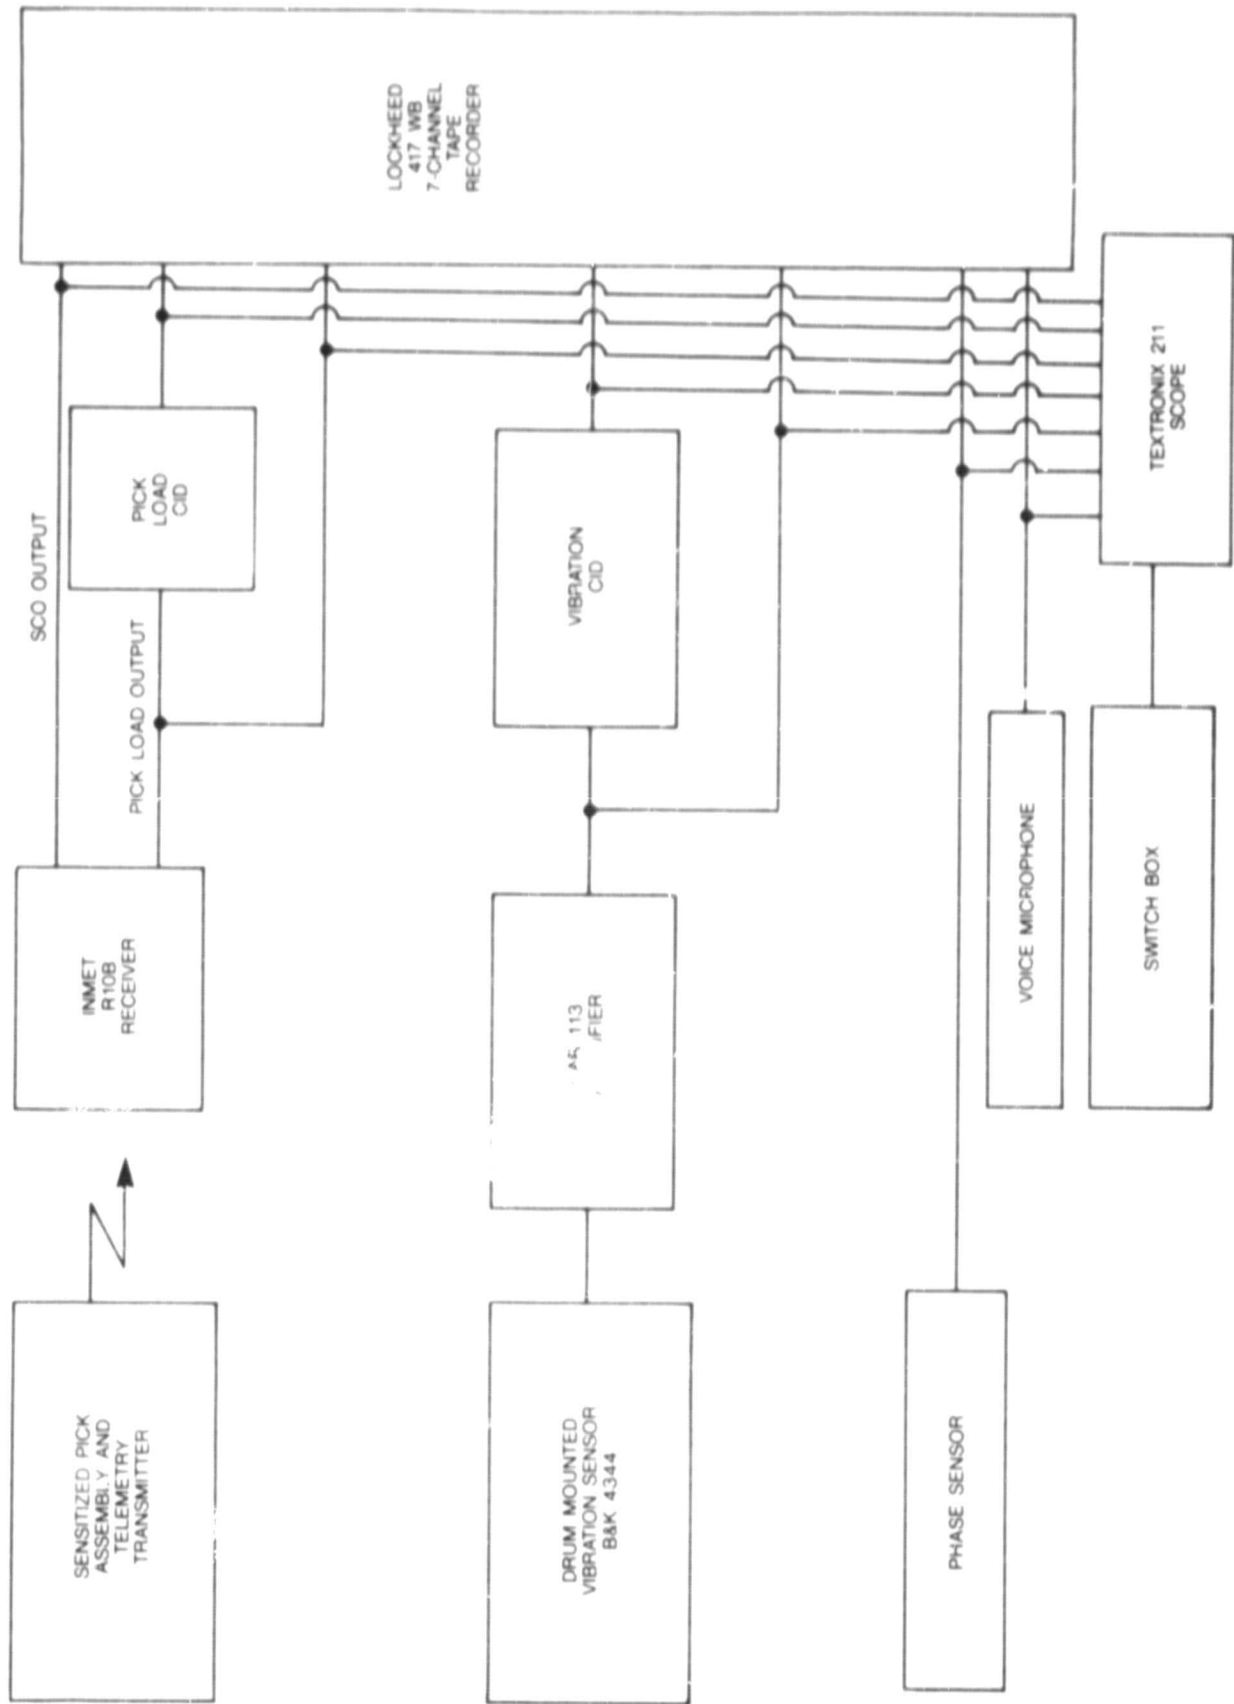 SENSITIZED PICK
ASSEMBLY AND
TELEMETRY
TRANSMITTER
INMET
R10B
RECEIVER
SCO OUTPUT
PICK LOAD OUTPUT
PICK
LOAD
CID
LOCKHEED
417 WB
7-CHANNEL
TAPE
RECORDER
DRUM MOUNTED
VIBRATION SENSOR
B&K 4344
113
VIBRATION
CID
PHASE SENSOR
VOICE MICROPHONE
SWITCH BOX
TEXTRONIX 211
SCOPE